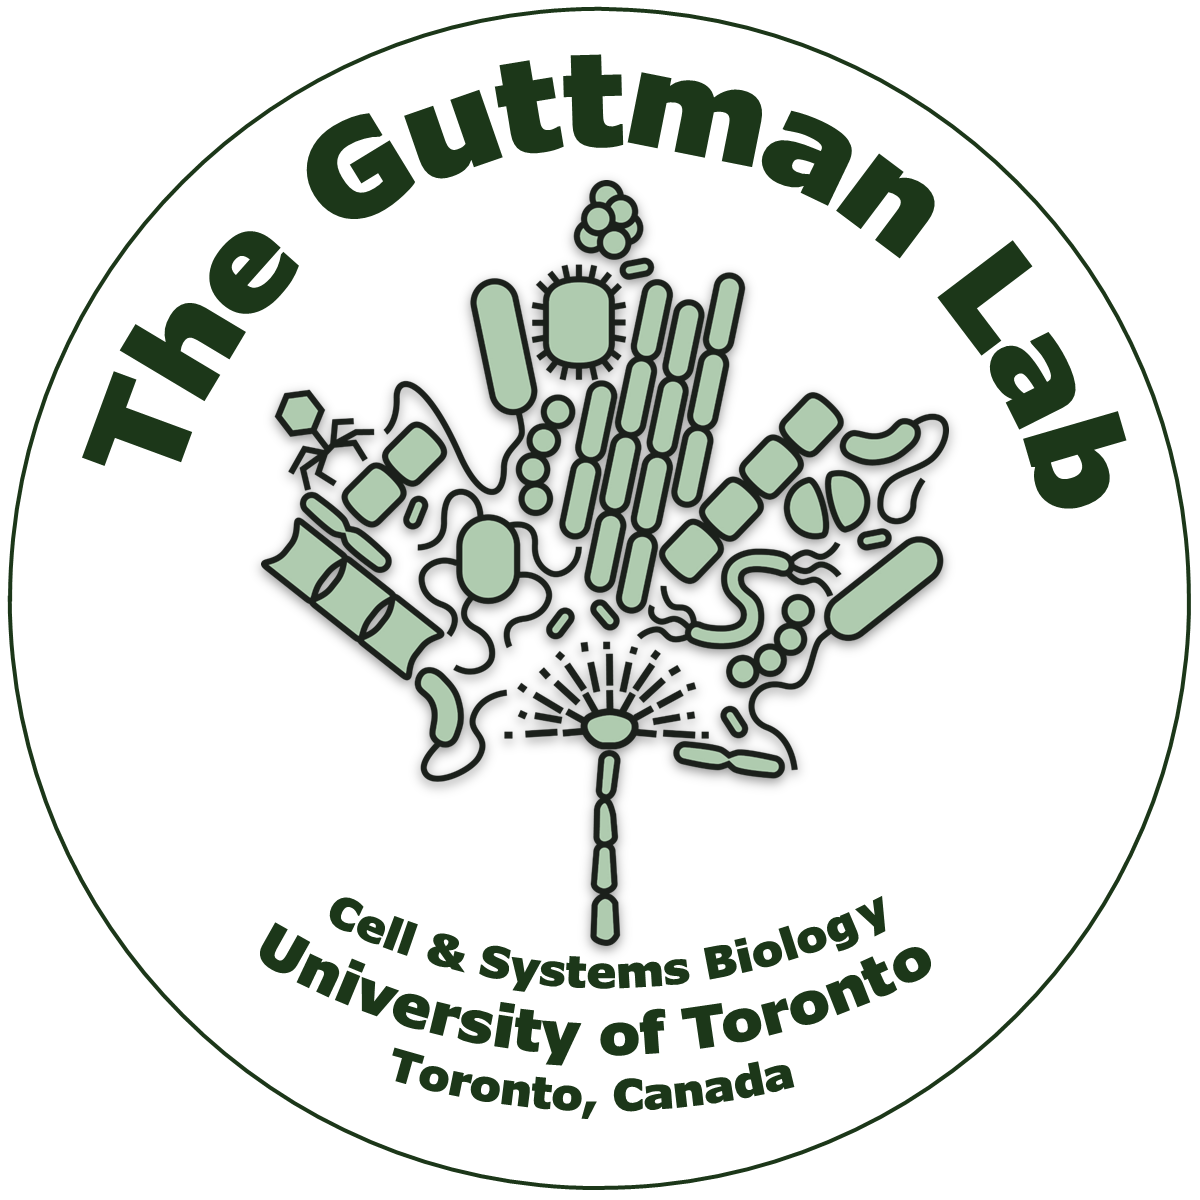 The Guttman Lab
Cell & Systems Biology
University of Toronto
Toronto, Canada